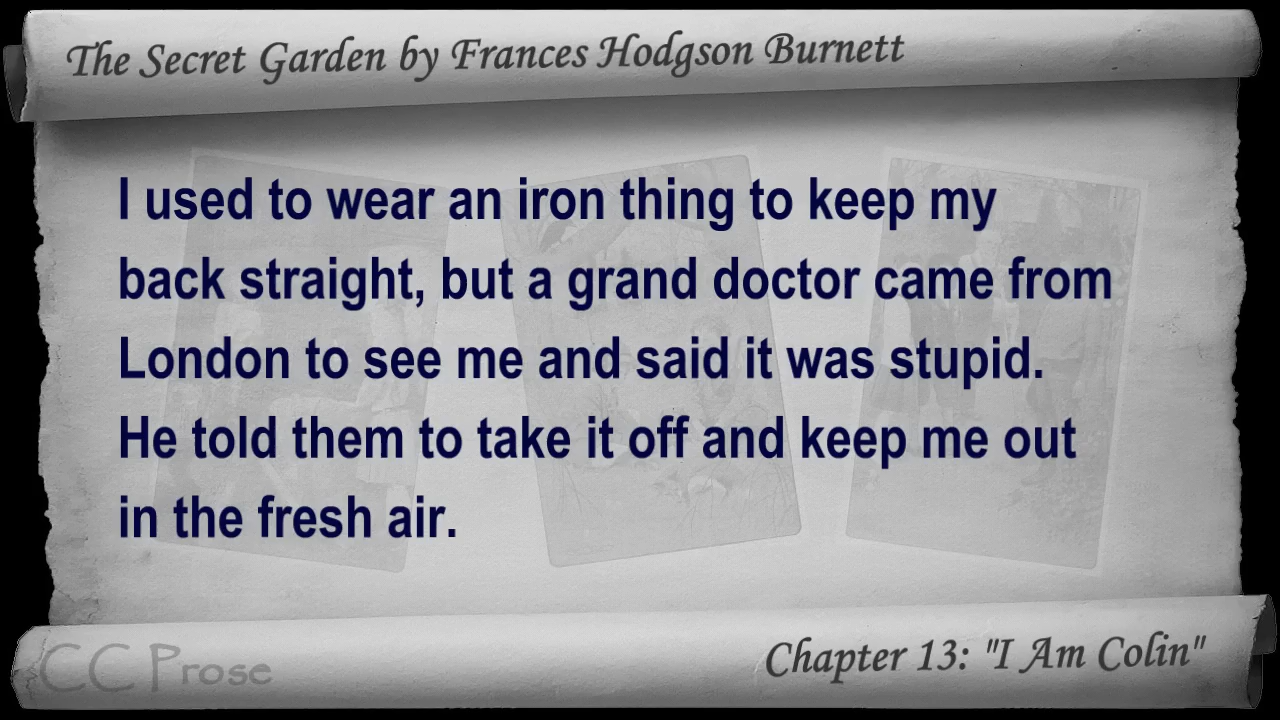 The Secret Garden by Frances Hodgson Burnett
I used to wear an iron thing to keep my
back straight, but a grand doctor came from
London to see me and said it was stupid.
He told them to take it off and keep me out
in the fresh air.
CC Prose
Chapter 13: "I Am Colin"